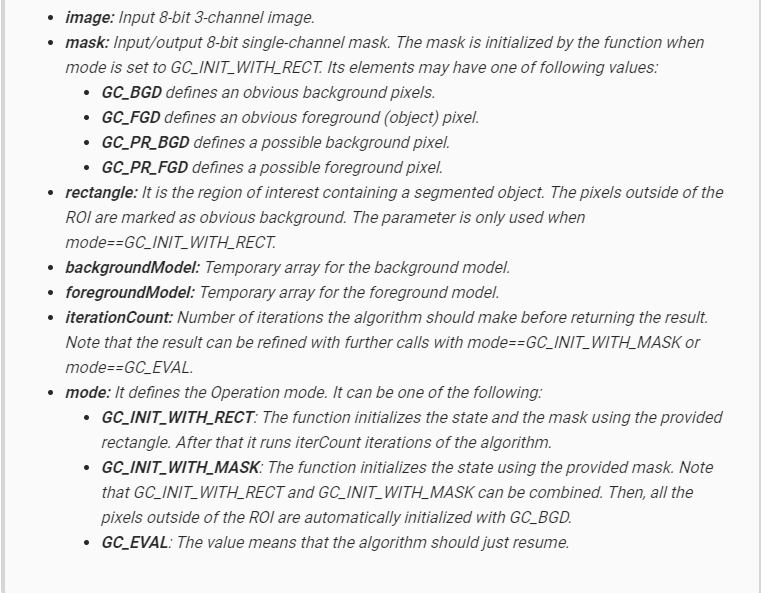 • image: Input 8-bit 3-channel image.
• mask: Input/output 8-bit single-channel mask. The mask is initialized by the function when
mode is set to GC_INIT_WITH_RECT. Its elements may have one of following values:
• GC_BGD defines an obvious background pixels.
• GC_FGD defines an obvious foreground (object) pixel.
• GC_PR_BGD defines a possible background pixel.
• GC_PR_FGD defines a possible foreground pixel.
• rectangle: It is the region of interest containing a segmented object. The pixels outside of the
ROI are marked as obvious background. The parameter is only used when
mode==GC_INIT_WITH_RECT.
• backgroundModel: Temporary array for the background model.
• foregroundModel: Temporary array for the foreground model.
• iterationCount: Number of iterations the algorithm should make before returning the result.
Note that the result can be refined with further calls with mode==GC_INIT_WITH_MASK or
mode==GC_EVAL.
• mode: It defines the Operation mode. It can be one of the following:
• GC_INIT_WITH_RECT: The function initializes the state and the mask using the provided
rectangle. After that it runs iterCount iterations of the algorithm.
• GC_INIT_WITH_MASK: The function initializes the state using the provided mask. Note
that GC_INIT_WITH_RECT and GC_INIT_WITH_MASK can be combined. Then, all the
pixels outside of the ROI are automatically initialized with GC_BGD.
• GC_EVAL: The value means that the algorithm should just resume.